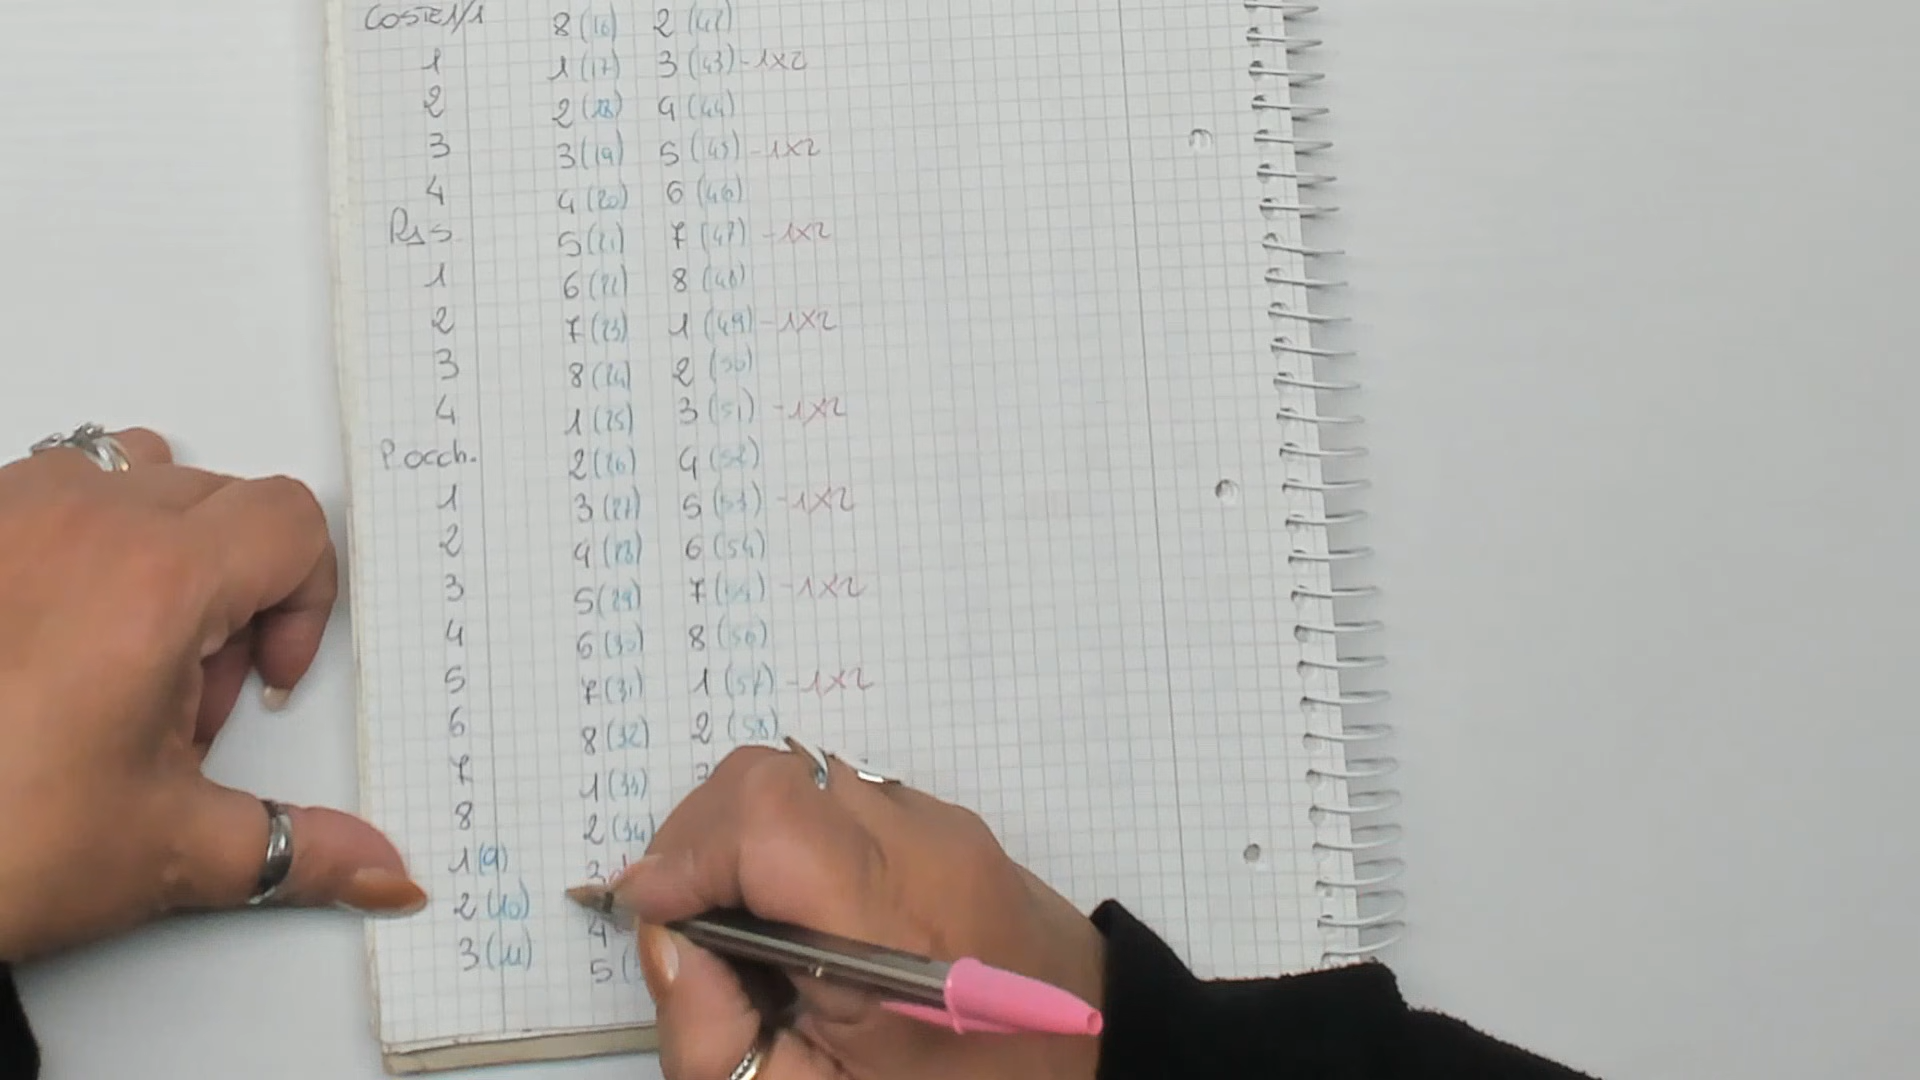 COSTE 1/1 8 (16) 2 (42)
1 1 (17) 3 (43) - 1x2
2 2 (18) 4 (44)
3 3 (19) 5 (45) - 1x2
4 4 (20) 6 (46)
5 (21) 7 (47) - 1x2
1 6 (22) 8 (48)
2 7 (23) 1 (49) - 1x2
3 8 (24) 2 (50)
4 1 (25) 3 (51) - 1x2
P. occh. 2 (26) 4 (52)
1 3 (27) 5 (53) - 1x2
2 4 (28) 6 (54)
3 5 (29) 7 (55) - 1x2
4 6 (30) 8 (56)
5 7 (31) 1 (57) - 1x2
6 8 (32) 2 (58)
7 1 (33)
8 2 (34)
1 (9) 3
2 (10) 4
3 (11) 5